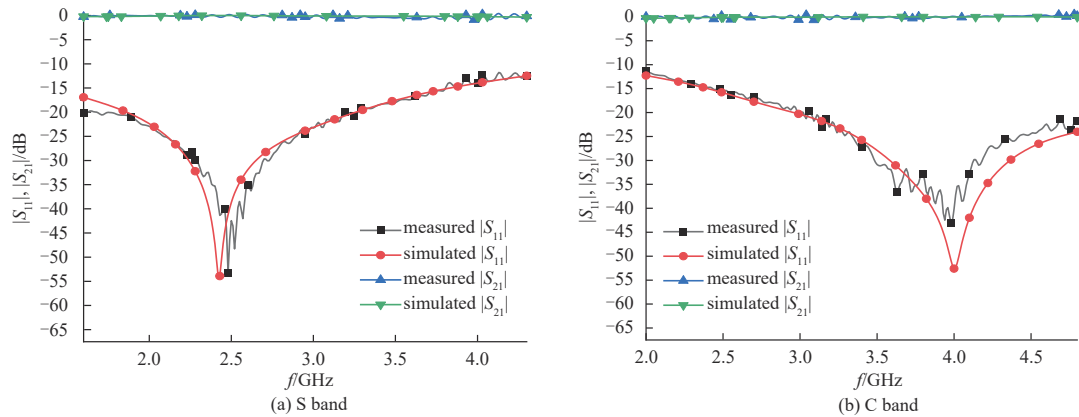 0
−5
−10
−15
−20
−25
−30
−35
−40
−45
−50
−55
−60
−65
|S₁₁|, |S₂₁|/dB
measured |S₁₁|
simulated |S₁₁|
measured |S₂₁|
simulated |S₂₁|
2.0 2.5 3.0 3.5 4.0
f/GHz
(a) S band
0
−5
−10
−15
−20
−25
−30
−35
−40
−45
−50
−55
−60
−65
|S₁₁|, |S₂₁|/dB
measured |S₁₁|
simulated |S₁₁|
measured |S₂₁|
simulated |S₂₁|
2.0 2.5 3.0 3.5 4.0 4.5
f/GHz
(b) C band